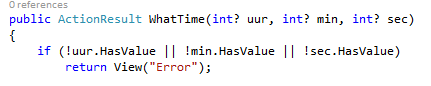 0 references
public ActionResult WhatTime(int? uur, int? min, int? sec)
{
if (!uur.HasValue || !min.HasValue || !sec.HasValue)
return View("Error");